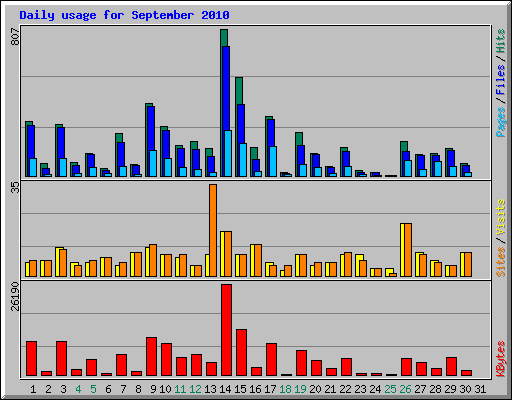 Daily usage for September 2010
807
Pages / Files / Hits
35
Sites / Visits
26190
KBytes
1 2 3 4 5 6 7 8 9 10 11 12 13 14 15 16 17 18 19 20 21 22 23 24 25 26 27 28 29 30 31